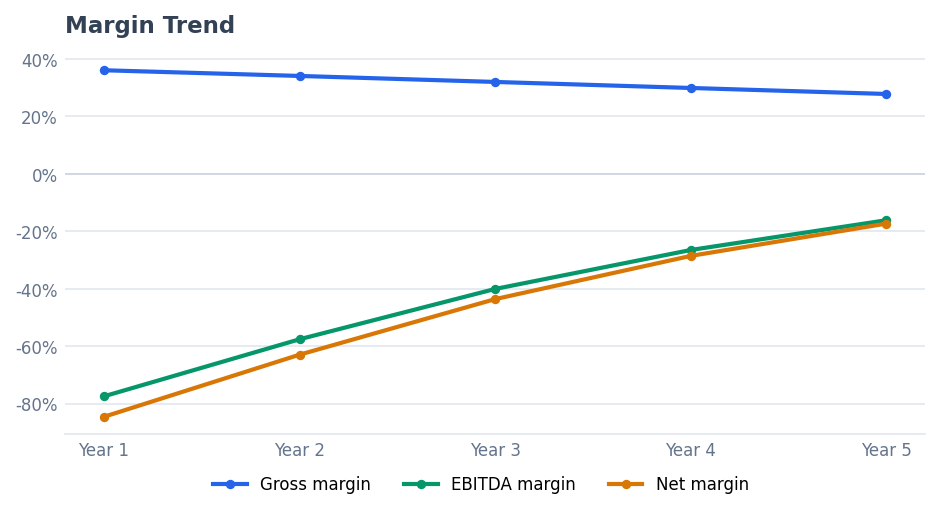 Margin Trend
40%
20%
0%
-20%
-40%
-60%
-80%
Year 1 Year 2 Year 3 Year 4 Year 5
Gross margin EBITDA margin Net margin